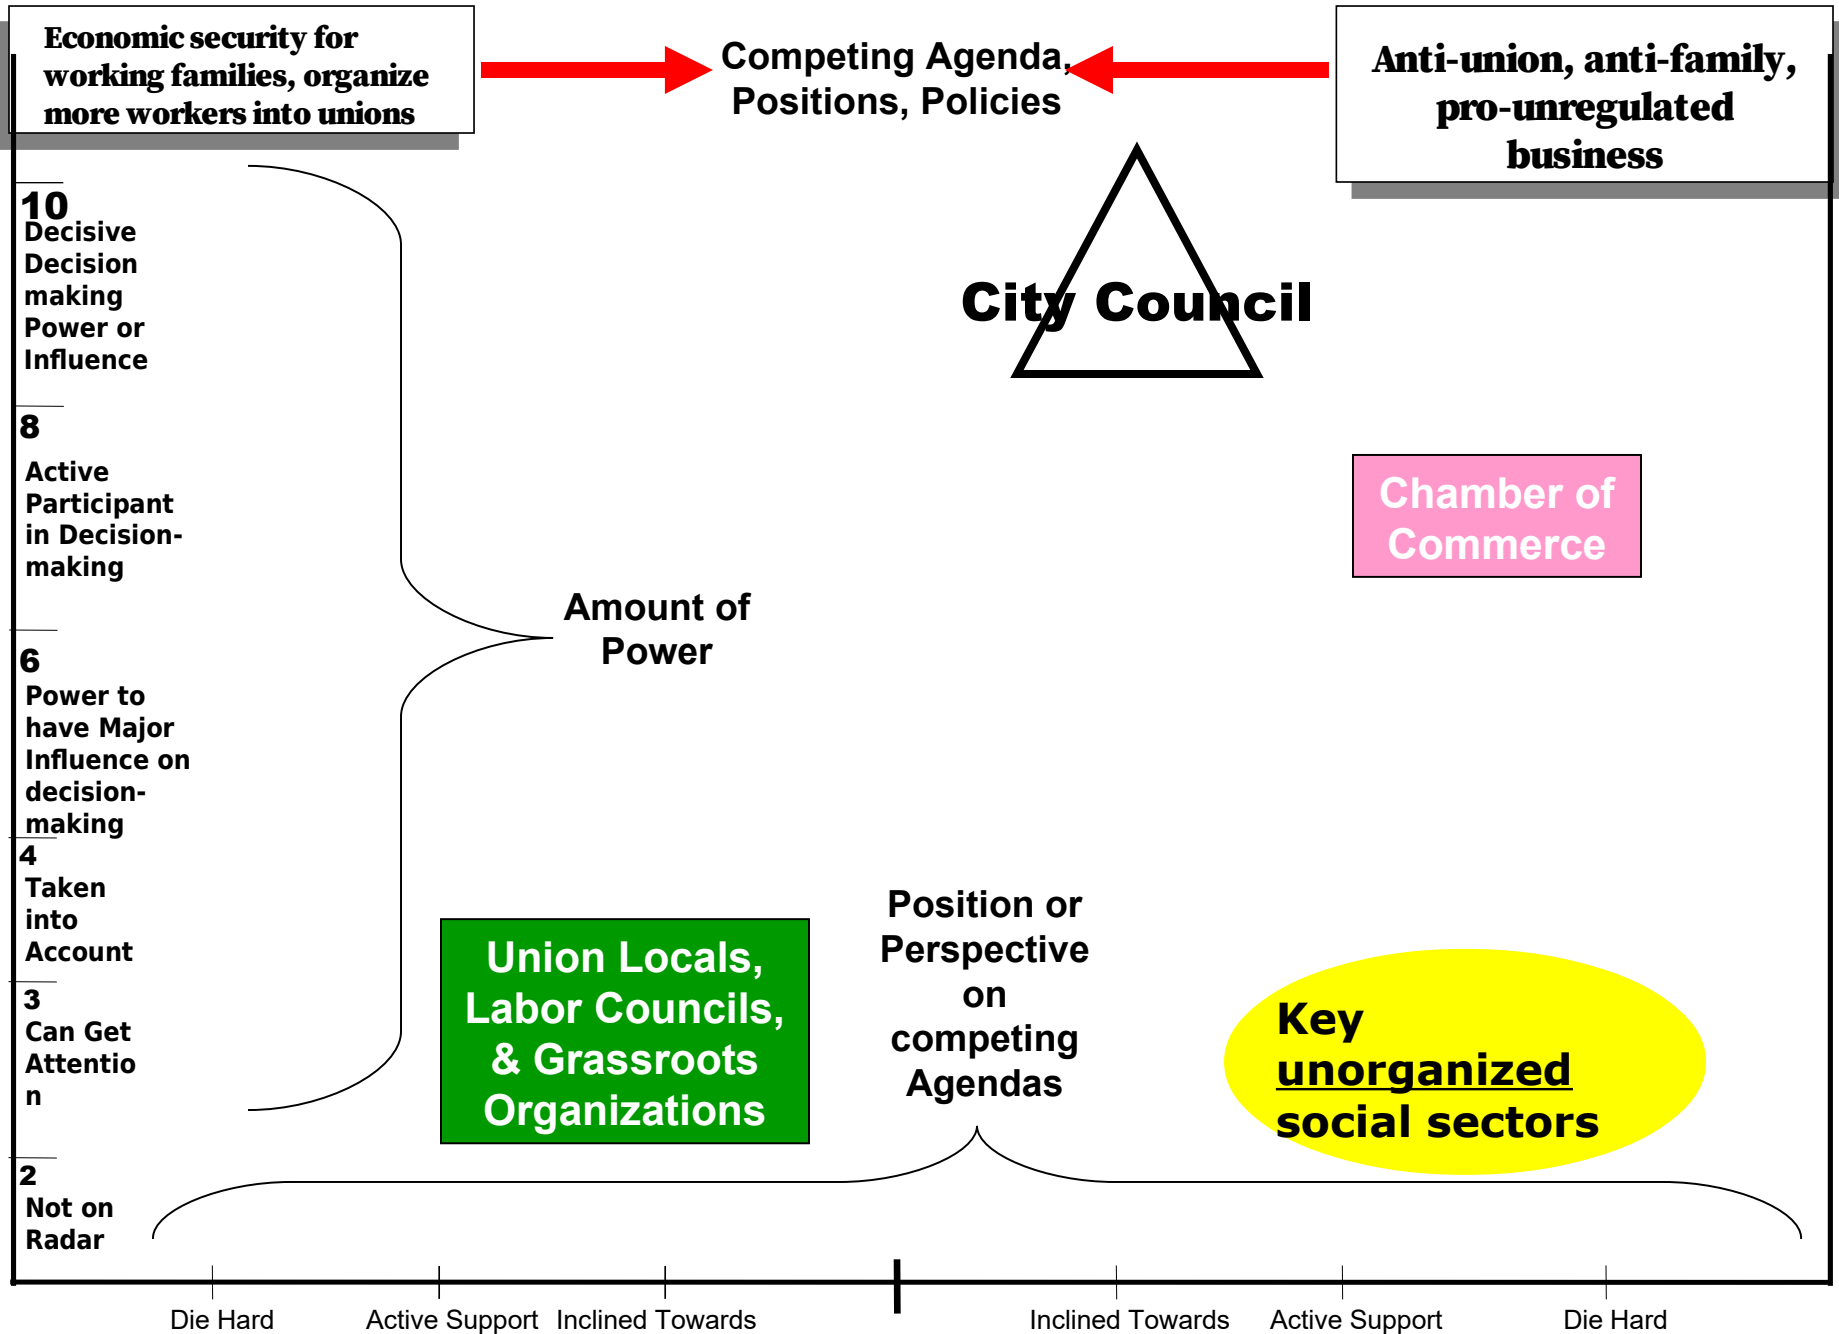 Economic security for
working families, organize
more workers into unions
Competing Agenda,
Positions, Policies
Anti-union, anti-family,
pro-unregulated
business
10
Decisive
Decision
making
Power or
Influence
City Council
8
Active
Participant
in Decision-
making
Chamber of
Commerce
Amount of
Power
6
Power to
have Major
Influence on
decision-
making
4
Taken
into
Account
3
Can Get
Attentio
n
Union Locals,
Labor Councils,
& Grassroots
Organizations
Position or
Perspective
on
competing
Agendas
Key
unorganized
social sectors
2
Not on
Radar
Die Hard
Active Support
Inclined Towards
Inclined Towards
Active Support
Die Hard